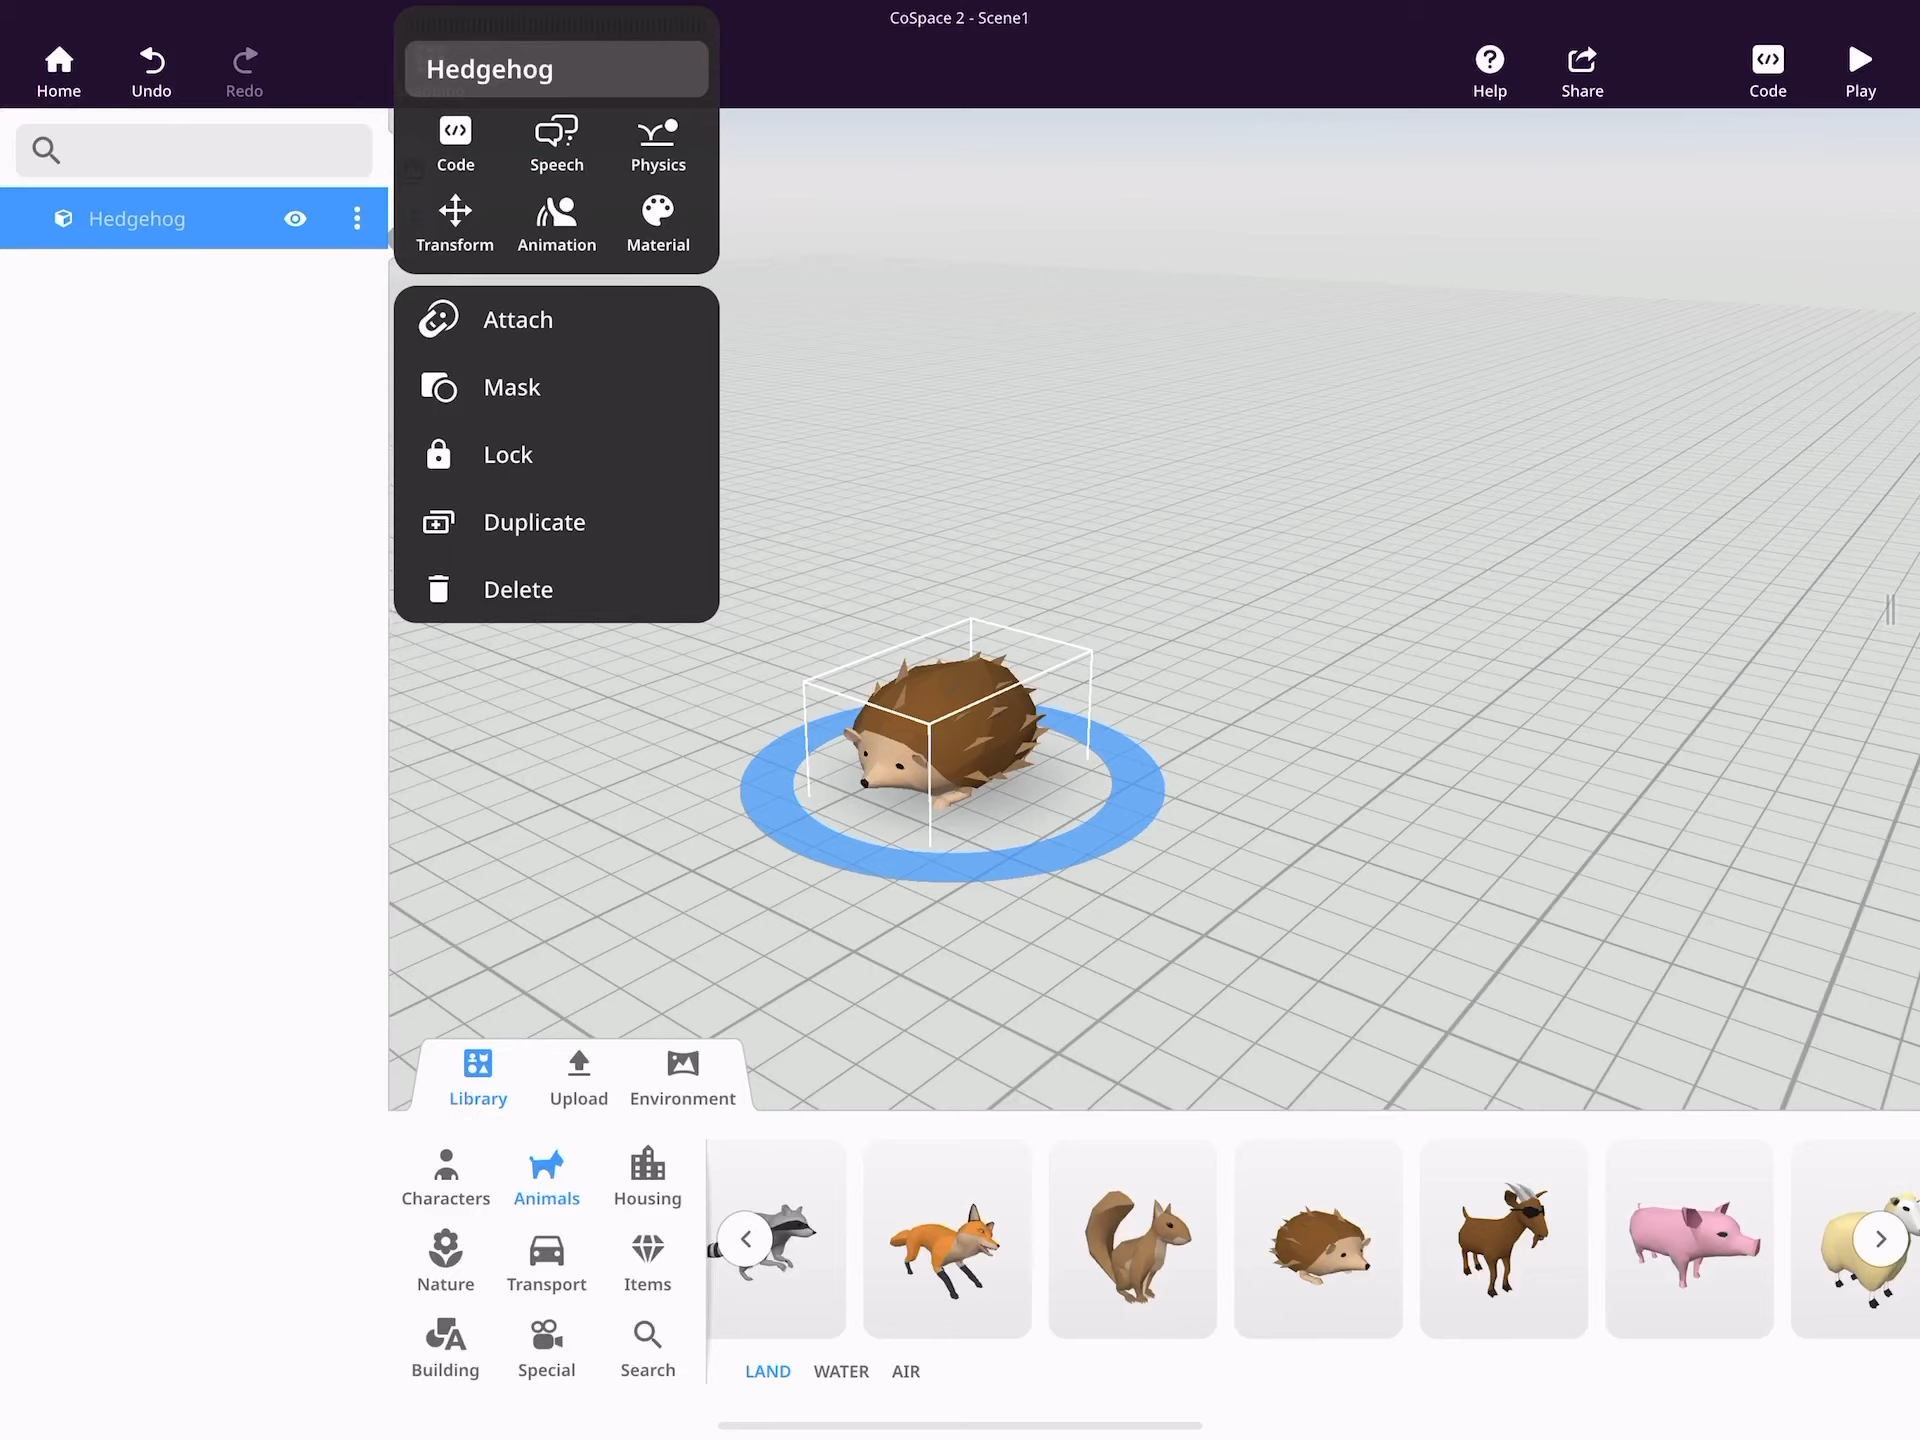 CoSpace 2 - Scene1
Home
Undo
Redo
Hedgehog
Help
Share
Code
Play
Hedgehog
Code
Speech
Physics
Transform
Animation
Material
Attach
Mask
Lock
Duplicate
Delete
Library
Upload
Environment
Characters
Animals
Housing
Nature
Transport
Items
Building
Special
Search
LAND
WATER
AIR